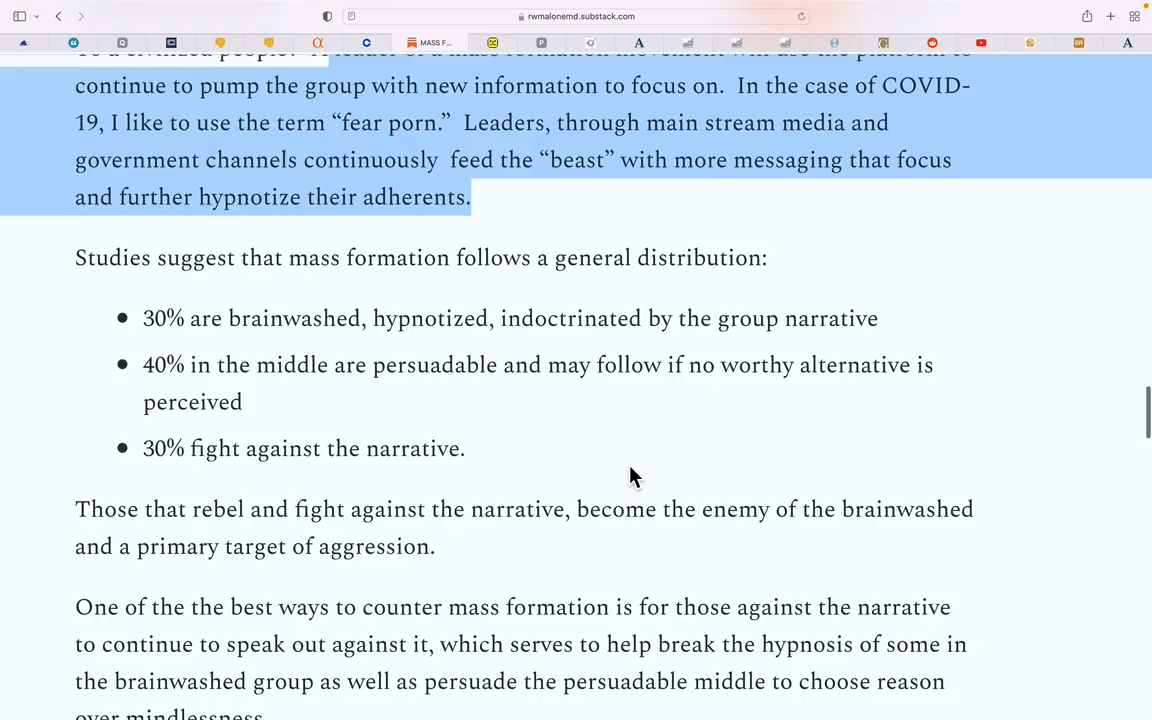 rwmalonemd.substack.com
MASS F...
continue to pump the group with new information to focus on.  In the case of COVID-
19, I like to use the term “fear porn.”  Leaders, through main stream media and
government channels continuously  feed the “beast” with more messaging that focus
and further hypnotize their adherents.
Studies suggest that mass formation follows a general distribution:
30% are brainwashed, hypnotized, indoctrinated by the group narrative
40% in the middle are persuadable and may follow if no worthy alternative is
perceived
30% fight against the narrative.
Those that rebel and fight against the narrative, become the enemy of the brainwashed
and a primary target of aggression.
One of the the best ways to counter mass formation is for those against the narrative
to continue to speak out against it, which serves to help break the hypnosis of some in
the brainwashed group as well as persuade the persuadable middle to choose reason
over mindlessness.